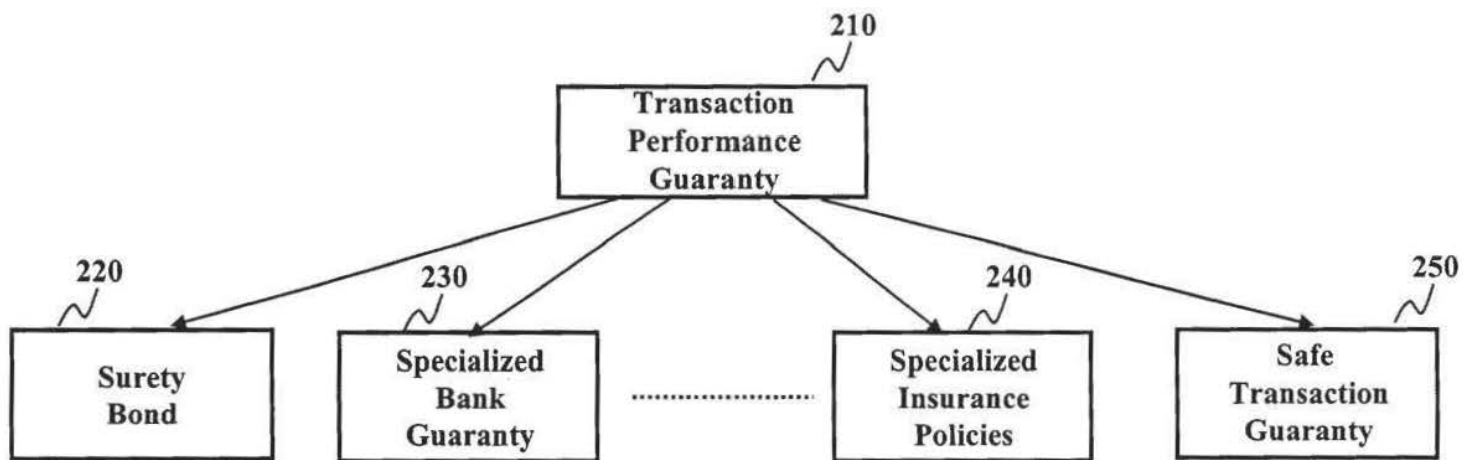 210
Transaction
Performance
Guaranty
220
230
240
250
Surety
Bond
Specialized
Bank
Guaranty
Specialized
Insurance
Policies
Safe
Transaction
Guaranty